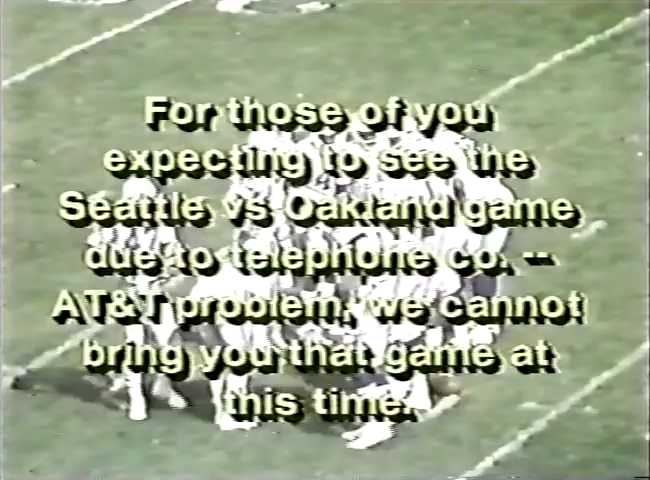 For those of you
expecting to see the
Seattle vs Oakland game
due to telephone co. --
AT&T problem, we cannot
bring you that game at
this time.